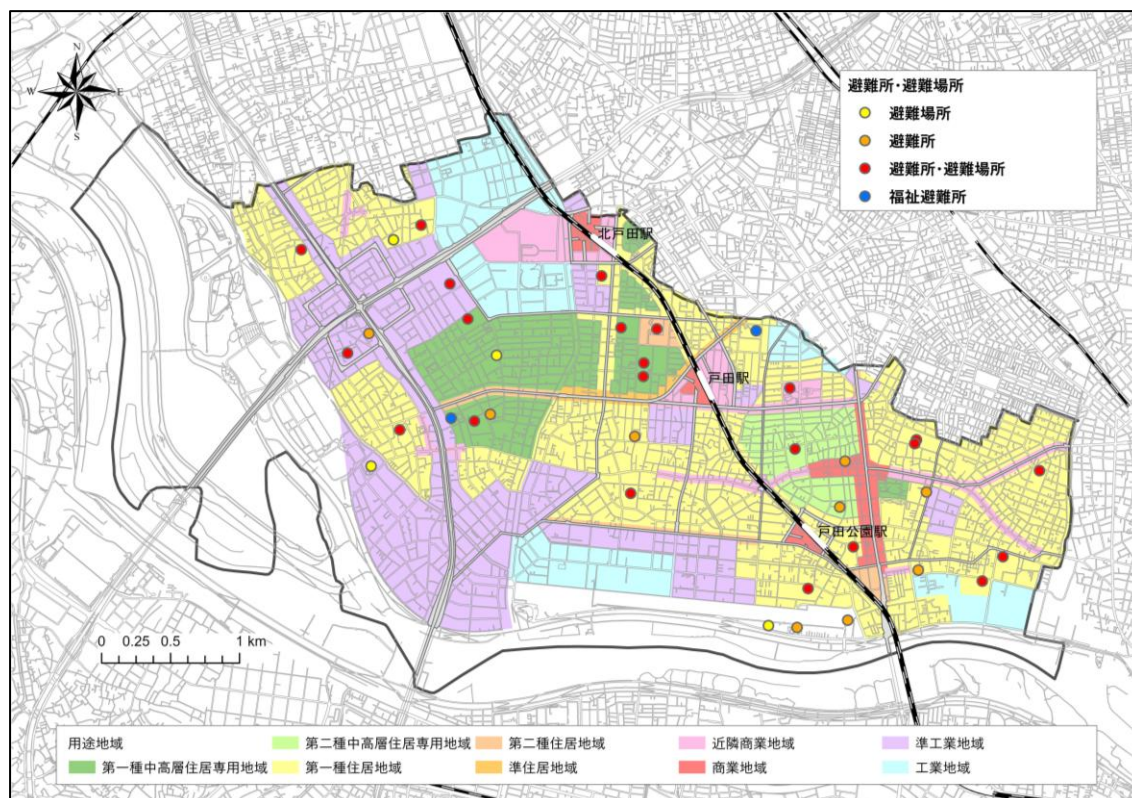 N
W
E
S
避難所・避難場所
避難場所
避難所
避難所・避難場所
福祉避難所
北戸田駅
戸田駅
戸田公園駅
0 0.25 0.5 1 km
用途地域 第二種中高層住居専用地域 第二種住居地域 近隣商業地域 準工業地域
第一種中高層住居専用地域 第一種住居地域 準住居地域 商業地域 工業地域